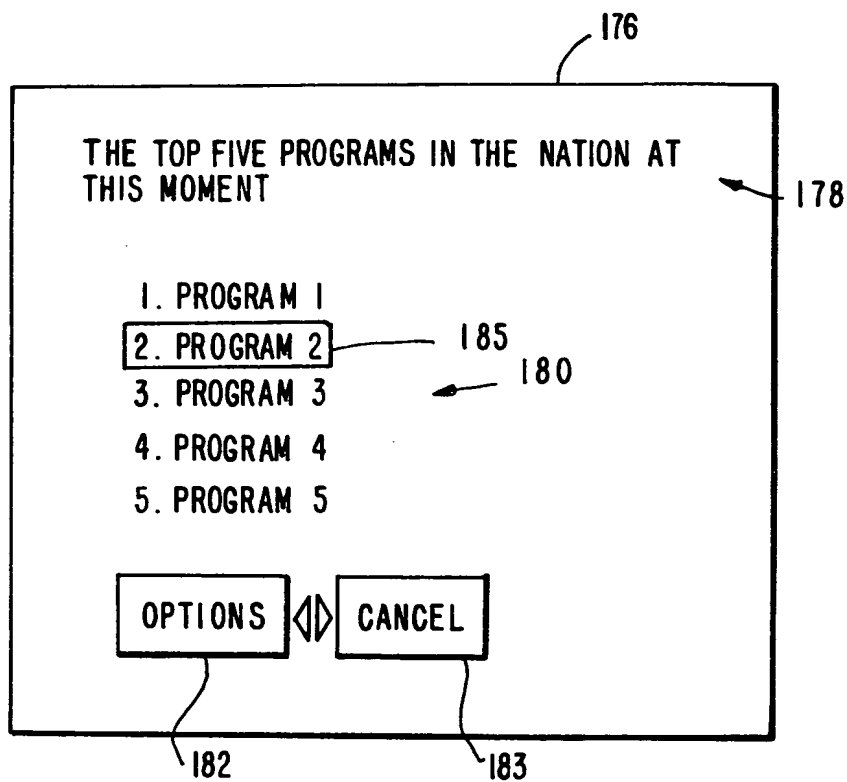 176
THE TOP FIVE PROGRAMS IN THE NATION AT
THIS MOMENT
178
1. PROGRAM 1
2. PROGRAM 2
185
180
3. PROGRAM 3
4. PROGRAM 4
5. PROGRAM 5
OPTIONS
CANCEL
182
183